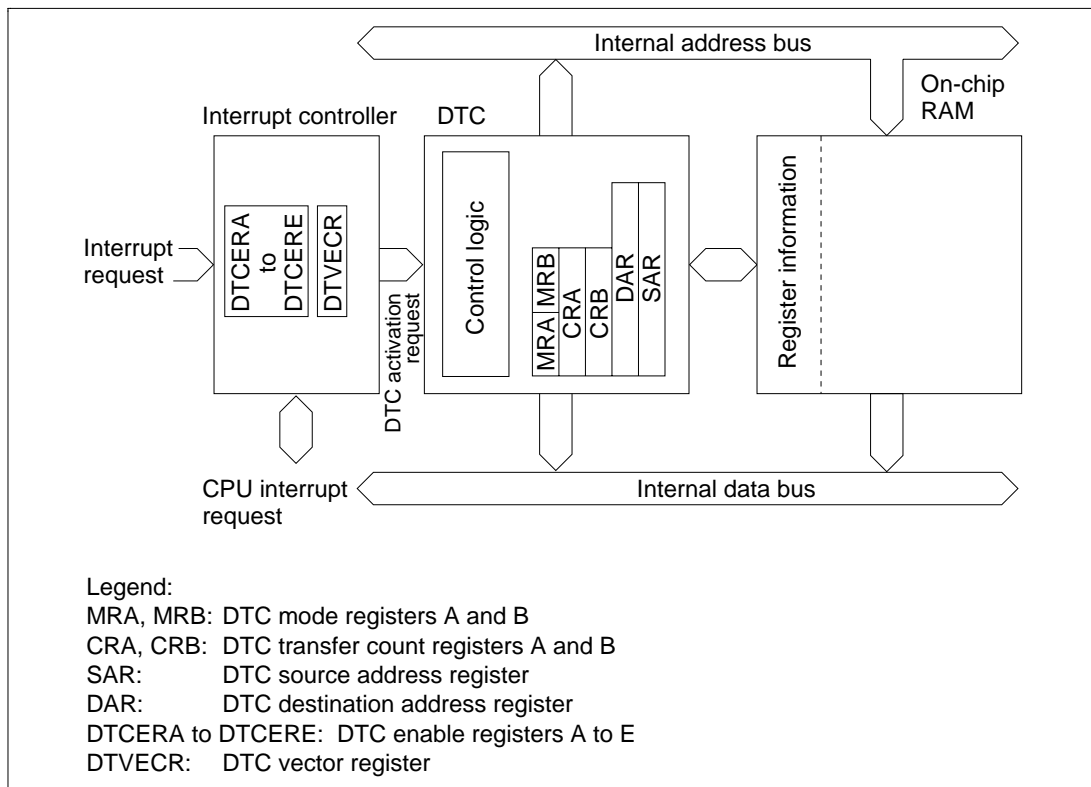 Internal address bus
On-chip
RAM
Interrupt controller
DTC
Interrupt
request
DTCERA
to
DTCERE
DTVECR
DTC activation
request
Control logic
MRA
MRB
CRA
CRB
DAR
SAR
Register information
CPU interrupt
request
Internal data bus
Legend:
MRA, MRB: DTC mode registers A and B
CRA, CRB: DTC transfer count registers A and B
SAR: DTC source address register
DAR: DTC destination address register
DTCERA to DTCERE: DTC enable registers A to E
DTVECR: DTC vector register